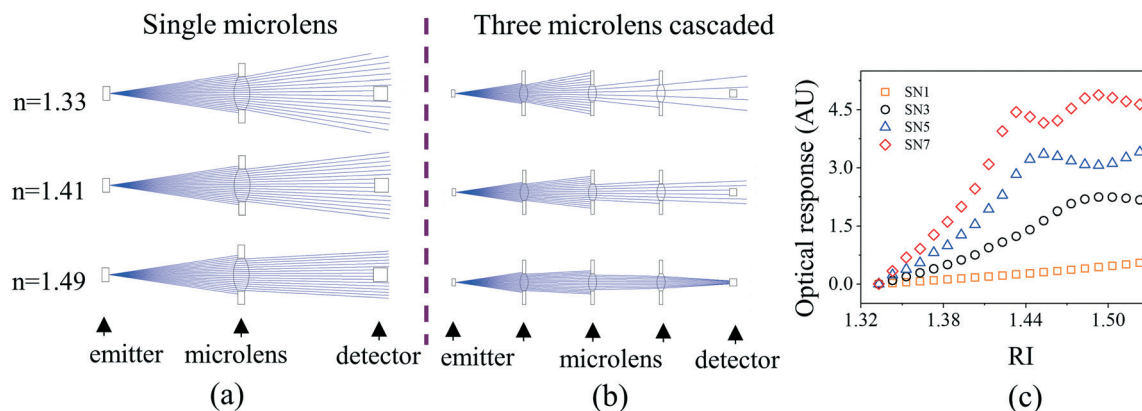 Single microlens
Three microlens cascaded
n=1.33
n=1.41
n=1.49
emitter
microlens
detector
(a)
emitter
microlens
detector
(b)
Optical response (AU)
4.5
3.0
1.5
0.0
SN1
SN3
SN5
SN7
1.32
1.38
1.44
1.50
RI
(c)